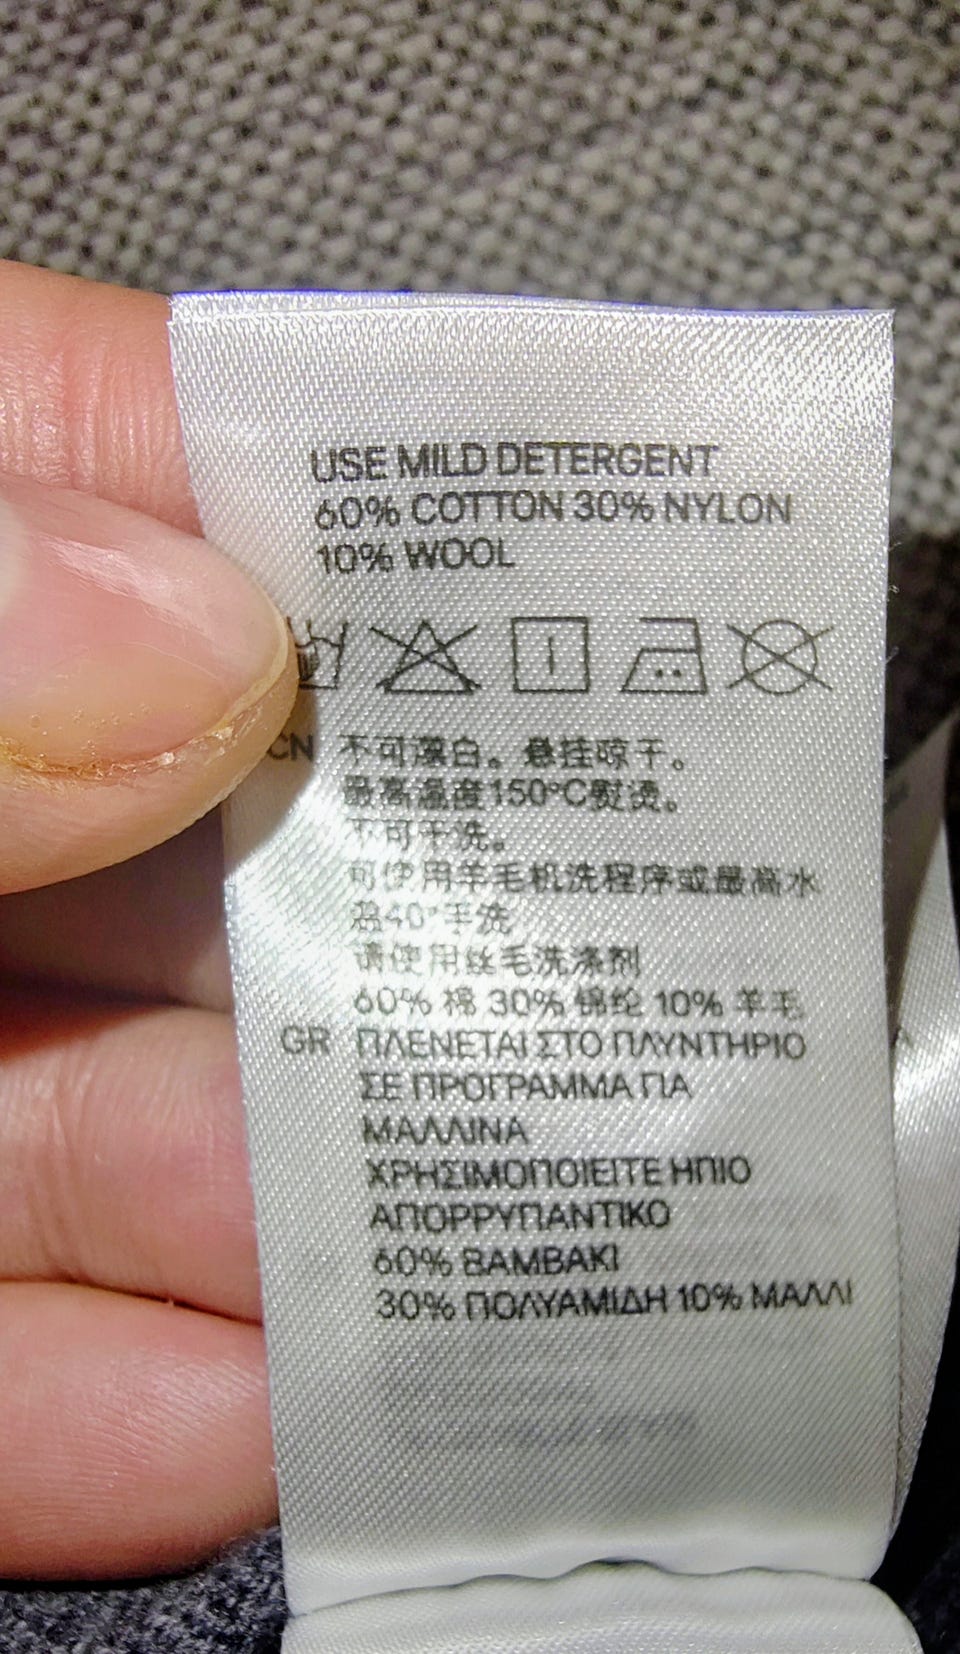 USE MILD DETERGENT
60% COTTON 30% NYLON
10% WOOL
CN 不可漂白。悬挂晾干。
最高温度150°C熨烫。
不可干洗。
可使用羊毛机洗程序或最高水
温40°手洗
请使用丝毛洗涤剂
60% 棉 30% 锦纶 10% 羊毛
GR ΠΛΕΝΕΤΑΙ ΣΤΟ ΠΛΥΝΤΗΡΙΟ
ΣΕ ΠΡΟΓΡΑΜΜΑ ΓΙΑ
ΜΑΛΛΙΝΑ
ΧΡΗΣΙΜΟΠΟΙΕΙΤΕ ΗΠΙΟ
ΑΠΟΡΡΥΠΑΝΤΙΚΟ
60% ΒΑΜΒΑΚΙ
30% ΠΟΛΥΑΜΙΔΗ 10% ΜΑΛΛΙ